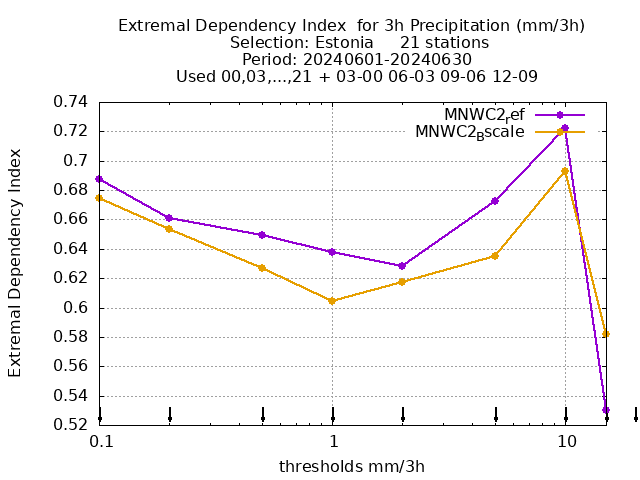 Extremal Dependency Index  for 3h Precipitation (mm/3h)
Selection: Estonia     21 stations
Period: 20240601-20240630
Used 00,03,...,21 + 03-00 06-03 09-06 12-09
MNWC2ref
MNWC2Bscale
0.74
0.72
0.7
0.68
0.66
0.64
0.62
0.6
0.58
0.56
0.54
0.52
Extremal Dependency Index
0.1
1
10
thresholds mm/3h